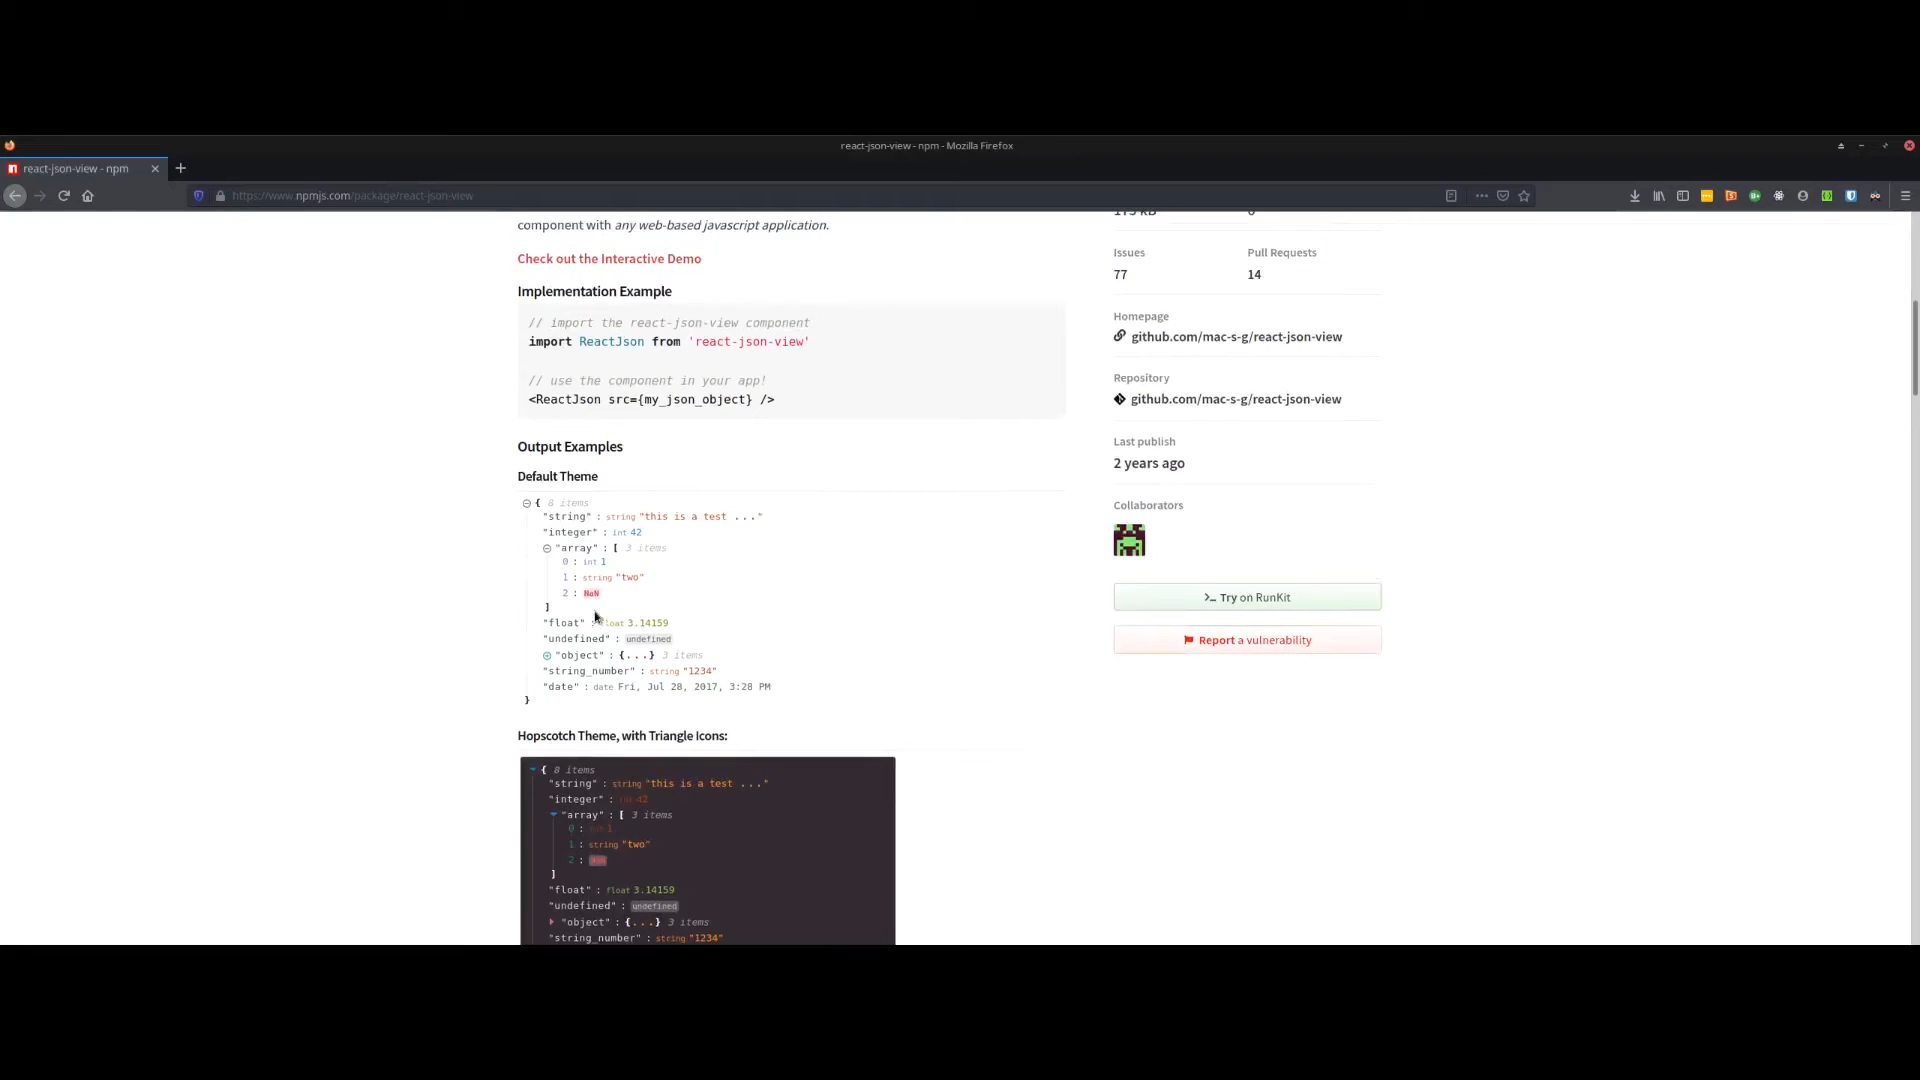 react-json-view - npm - Mozilla Firefox
react-json-view - npm
https://www.npmjs.com/package/react-json-view
component with any web-based javascript application.
Check out the Interactive Demo
Implementation Example
// import the react-json-view component
import ReactJson from 'react-json-view'
// use the component in your app!
<ReactJson src={my_json_object} />
Output Examples
Default Theme
{ 8 items
"string" : string "this is a test ..."
"integer" : int 42
"array" : [ 3 items
0 : int 1
1 : string "two"
2 : NaN
]
"float" : float 3.14159
"undefined" : undefined
"object" : {...} 3 items
"string_number" : string "1234"
"date" : date Fri, Jul 28, 2017, 3:28 PM
}
Hopscotch Theme, with Triangle Icons:
{ 8 items
"string" : string "this is a test ..."
"integer" : int 42
"array" : [ 3 items
0 : int 1
1 : string "two"
2 : NaN
]
"float" : float 3.14159
"undefined" : undefined
"object" : {...} 3 items
"string_number" : string "1234"
Issues
77
Pull Requests
14
Homepage
github.com/mac-s-g/react-json-view
Repository
github.com/mac-s-g/react-json-view
Last publish
2 years ago
Collaborators
Try on RunKit
Report a vulnerability